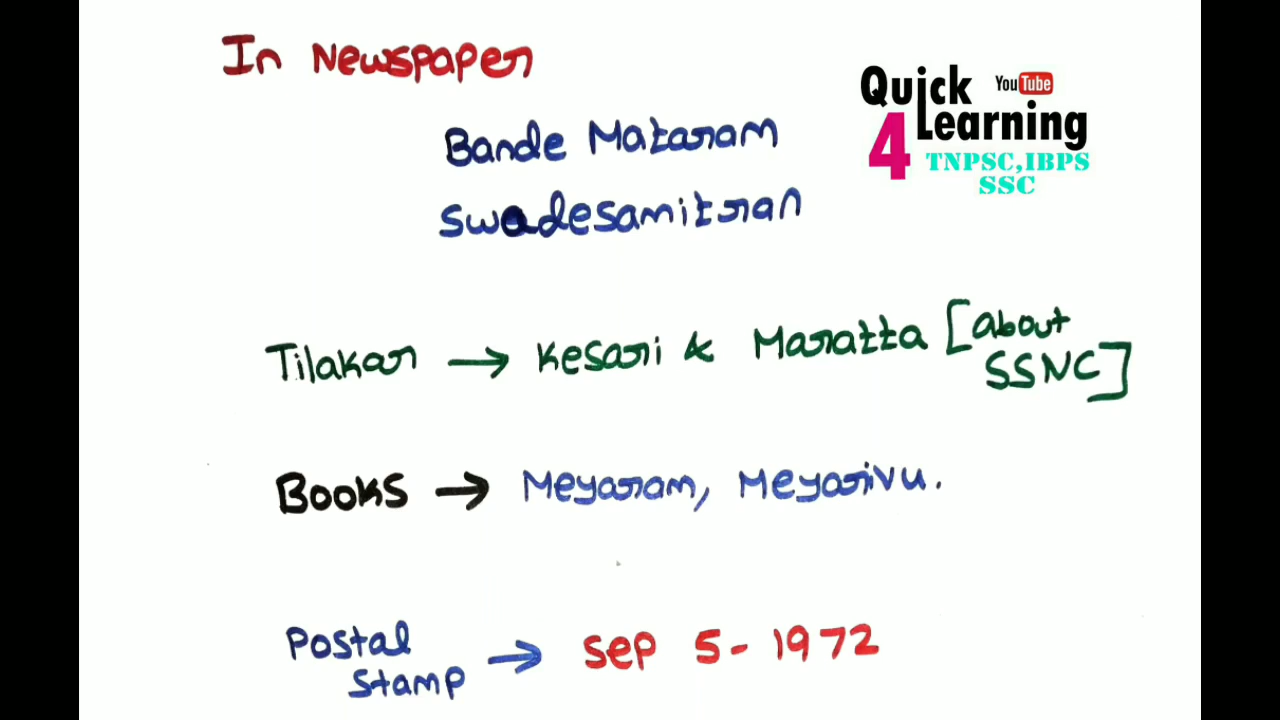 In Newspaper
Quick YouTube
4 Learning
TNPSC,IBPS
SSC
Bande Mataram
Swadesamitran
Tilakar → Kesari & Maratta [about
SSNC]
Books → Meyaram, Meyarivu.
Postal
Stamp → Sep 5-1972